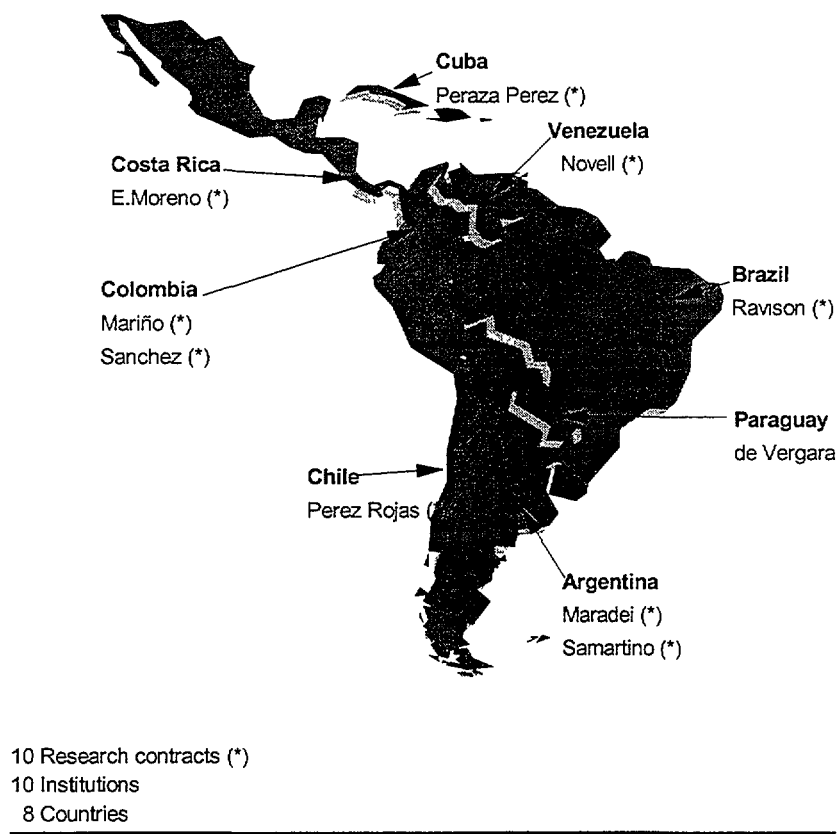 Cuba
Peraza Perez (*)
Venezuela
Novell (*)
Costa Rica
E.Moreno (*)
Colombia
Mariño (*)
Sanchez (*)
Brazil
Ravison (*)
Paraguay
de Vergara
Chile
Perez Rojas (
Argentina
Maradei (*)
Samartino (*)
10 Research contracts (*)
10 Institutions
8 Countries